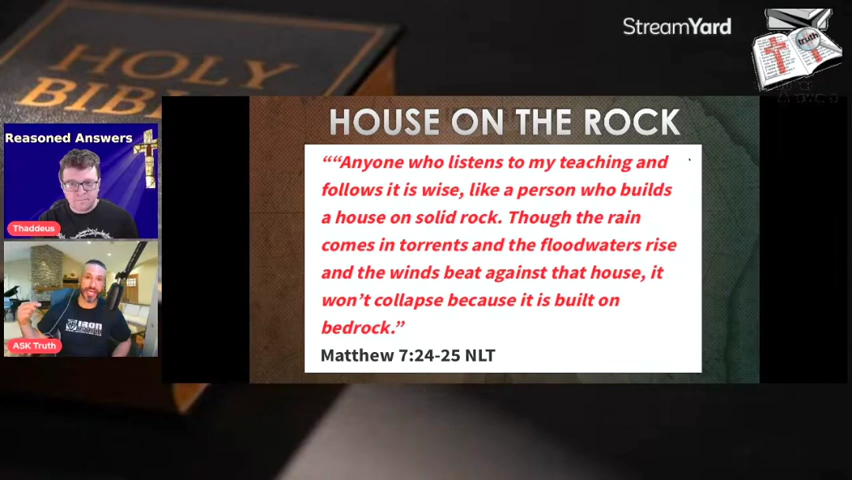 StreamYard
truth
HOLY
BIB
HOUSE ON THE ROCK
Reasoned Answers
Thaddeus
IRON
ASK Truth
““Anyone who listens to my teaching and
follows it is wise, like a person who builds
a house on solid rock. Though the rain
comes in torrents and the floodwaters rise
and the winds beat against that house, it
won’t collapse because it is built on
bedrock.”
Matthew 7:24-25 NLT